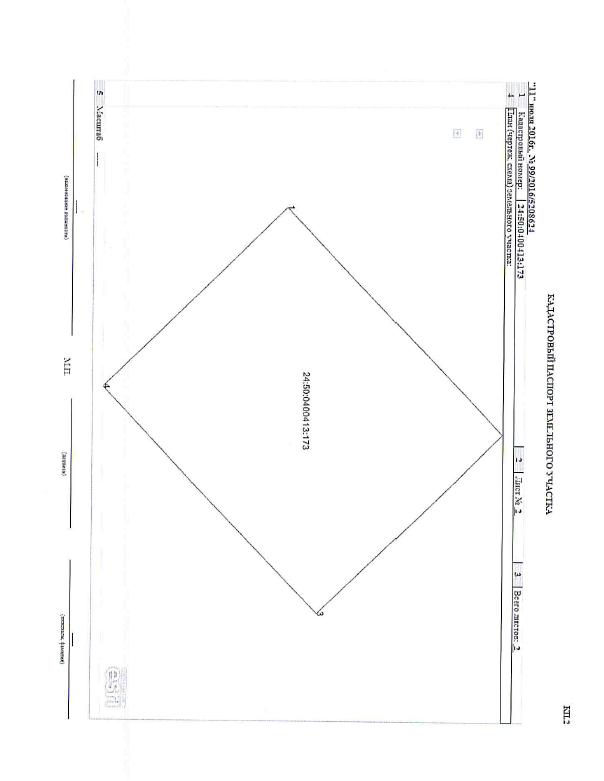 КП.2
КАДАСТРОВЫЙ ПАСПОРТ ЗЕМЕЛЬНОГО УЧАСТКА
"11" июля 2016г. № 99/2016/5208624
1 Кадастровый номер: 24:50:0400413:173 2 Лист № 2 3 Всего листов: 2
4 План (чертеж, схема) земельного участка:
1
3
4
24:50:0400413:173
esri
5 Масштаб
М.П.
(подпись)
(инициалы, фамилия)